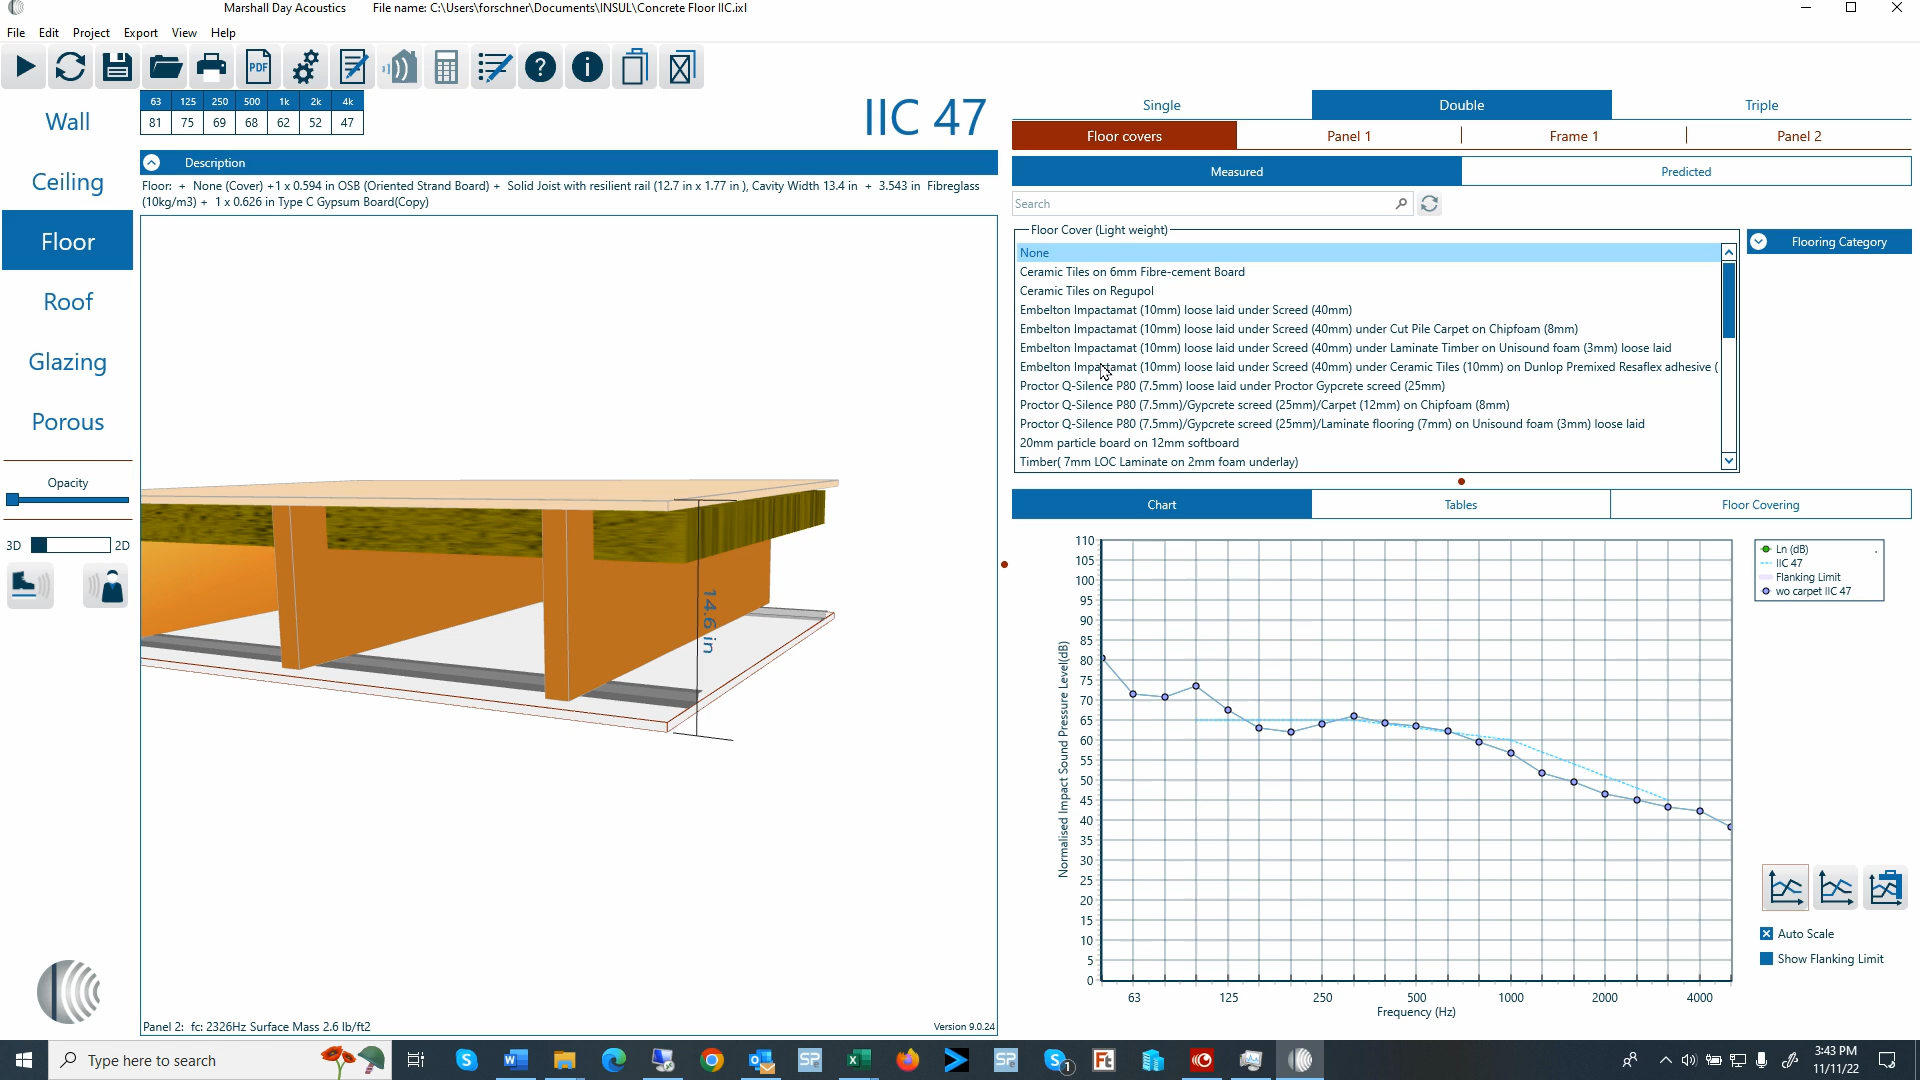 Marshall Day Acoustics File name: C:\Users\forschner\Documents\INSUL\Concrete Floor IIC.ixl
File Edit Project Export View Help
PDF
63 125 250 500 1k 2k 4k
81 75 69 68 62 52 47
IIC 47
Single Double Triple
Floor covers Panel 1 Frame 1 Panel 2
Measured Predicted
Search
Wall
Ceiling
Floor
Roof
Glazing
Porous
Opacity
3D 2D
Description
Floor: + None (Cover) +1 x 0.594 in OSB (Oriented Strand Board) + Solid Joist with resilient rail (12.7 in x 1.77 in ), Cavity Width 13.4 in + 3.543 in Fibreglass
(10kg/m3) + 1 x 0.626 in Type C Gypsum Board(Copy)
14.6 in
Panel 2: fc: 2326Hz Surface Mass 2.6 lb/ft2
Version 9.0.24
Floor Cover (Light weight)
None
Ceramic Tiles on 6mm Fibre-cement Board
Ceramic Tiles on Regupol
Embelton Impactamat (10mm) loose laid under Screed (40mm)
Embelton Impactamat (10mm) loose laid under Screed (40mm) under Cut Pile Carpet on Chipfoam (8mm)
Embelton Impactamat (10mm) loose laid under Screed (40mm) under Laminate Timber on Unisound foam (3mm) loose laid
Embelton Impactamat (10mm) loose laid under Screed (40mm) under Ceramic Tiles (10mm) on Dunlop Premixed Resaflex adhesive (
Proctor Q-Silence P80 (7.5mm) loose laid under Proctor Gypcrete screed (25mm)
Proctor Q-Silence P80 (7.5mm)/Gypcrete screed (25mm)/Carpet (12mm) on Chipfoam (8mm)
Proctor Q-Silence P80 (7.5mm)/Gypcrete screed (25mm)/Laminate flooring (7mm) on Unisound foam (3mm) loose laid
20mm particle board on 12mm softboard
Timber( 7mm LOC Laminate on 2mm foam underlay)
Flooring Category
Chart Tables Floor Covering
Normalised Impact Sound Pressure Level(dB)
110
105
100
95
90
85
80
75
70
65
60
55
50
45
40
35
30
25
20
15
10
5
0
63 125 250 500 1000 2000 4000
Frequency (Hz)
Ln (dB)
IIC 47
Flanking Limit
wo carpet IIC 47
Auto Scale
Show Flanking Limit
Type here to search
SP
SP
1
Ft
3:43 PM
11/11/22